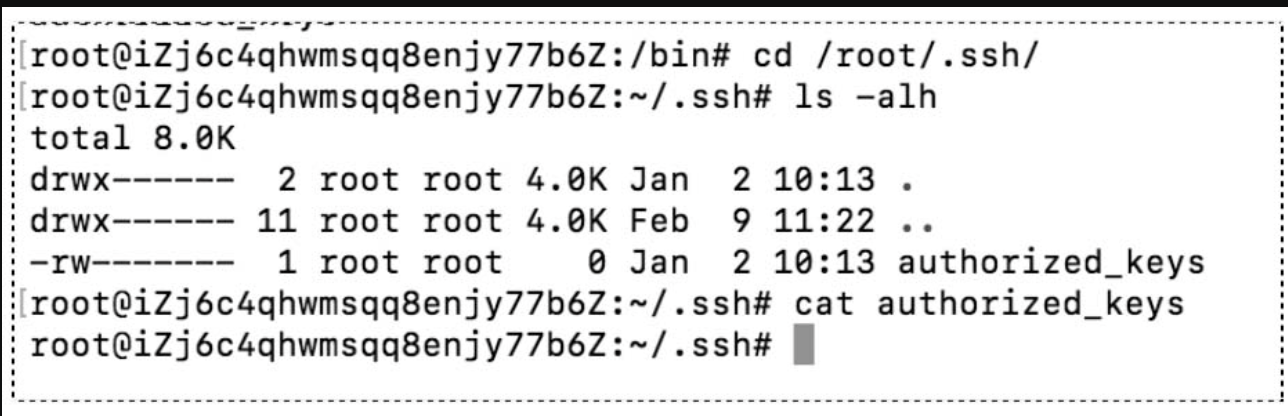 [root@iZj6c4qhwmsqq8enjy77b6Z:/bin# cd /root/.ssh/
[root@iZj6c4qhwmsqq8enjy77b6Z:~/.ssh# ls -alh
total 8.0K
drwx------  2 root root 4.0K Jan  2 10:13 .
drwx------ 11 root root 4.0K Feb  9 11:22 ..
-rw-------  1 root root    0 Jan  2 10:13 authorized_keys
[root@iZj6c4qhwmsqq8enjy77b6Z:~/.ssh# cat authorized_keys
root@iZj6c4qhwmsqq8enjy77b6Z:~/.ssh#